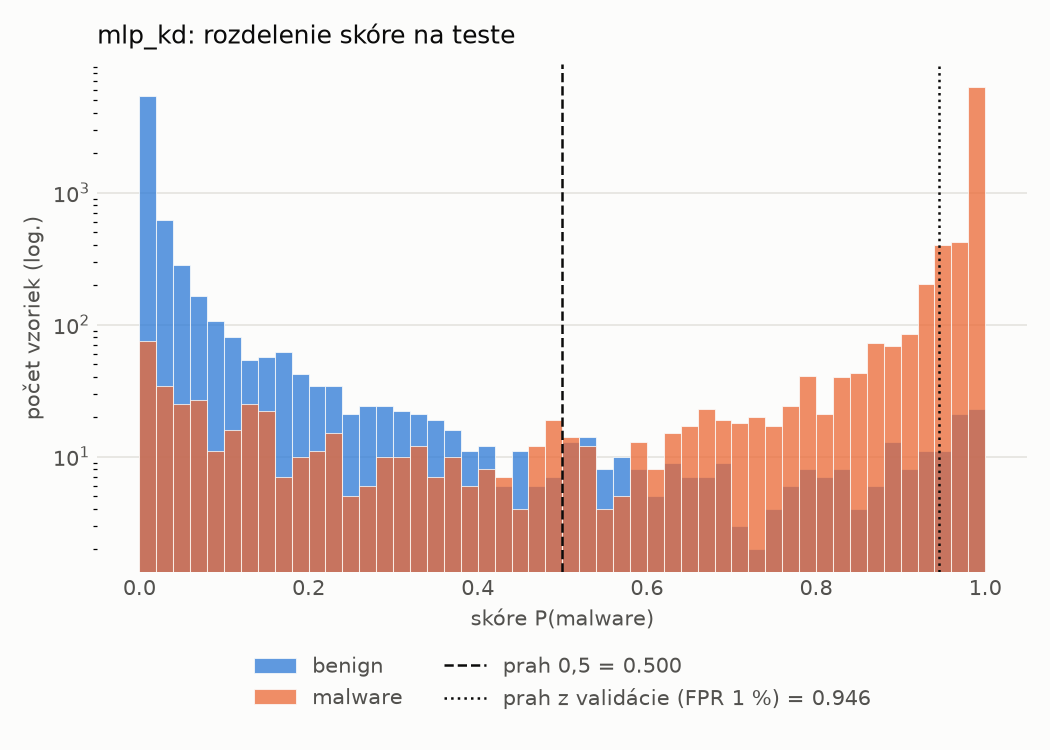 mlp_kd: rozdelenie skóre na teste
počet vzoriek (log.)
10³
10²
10¹
0.0 0.2 0.4 0.6 0.8 1.0
skóre P(malware)
benign
malware
prah 0,5 = 0.500
prah z validácie (FPR 1 %) = 0.946